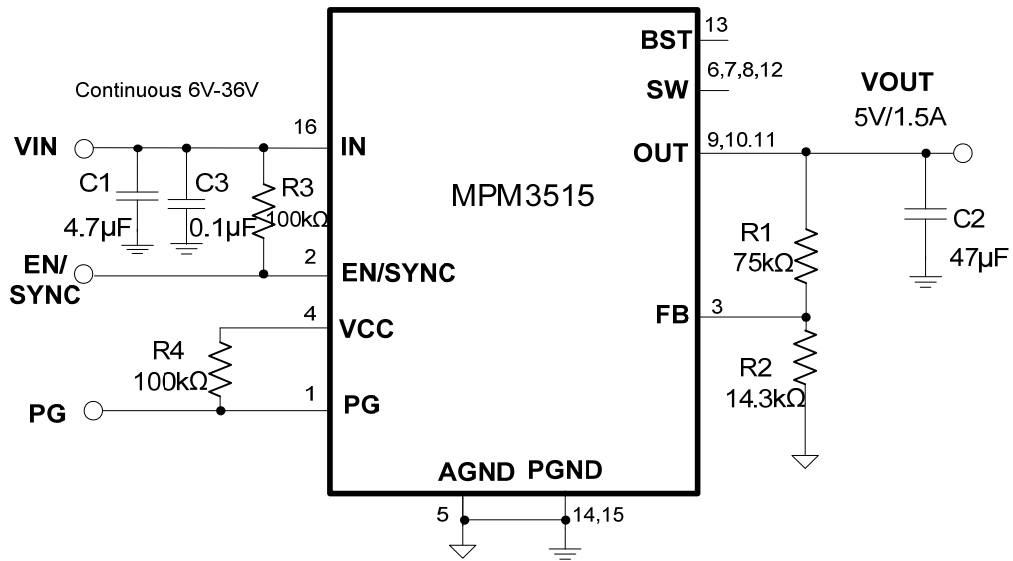 13
BST
6,7,8,12
SW
VOUT
Continuous: 6V-36V
5V/1.5A
16
9,10.11
VIN
IN
OUT
MPM3515
C1
C3
R3
4.7µF
0.1µF
100kΩ
C2
R1
47µF
75kΩ
EN/
SYNC
2
EN/SYNC
4
VCC
FB
3
R4
100kΩ
R2
14.3kΩ
1
PG
PG
AGND
PGND
5
14,15